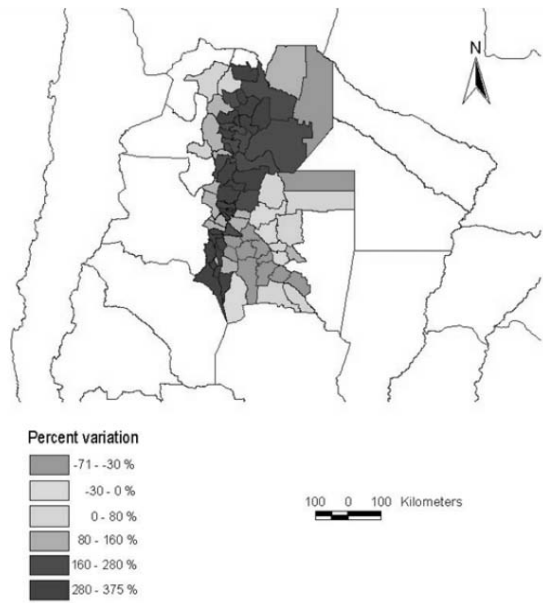 N
Percent variation
-71 - -30 %
-30 - 0 %
0 - 80 %
80 - 160 %
160 - 280 %
280 - 375 %
100 0 100 Kilometers